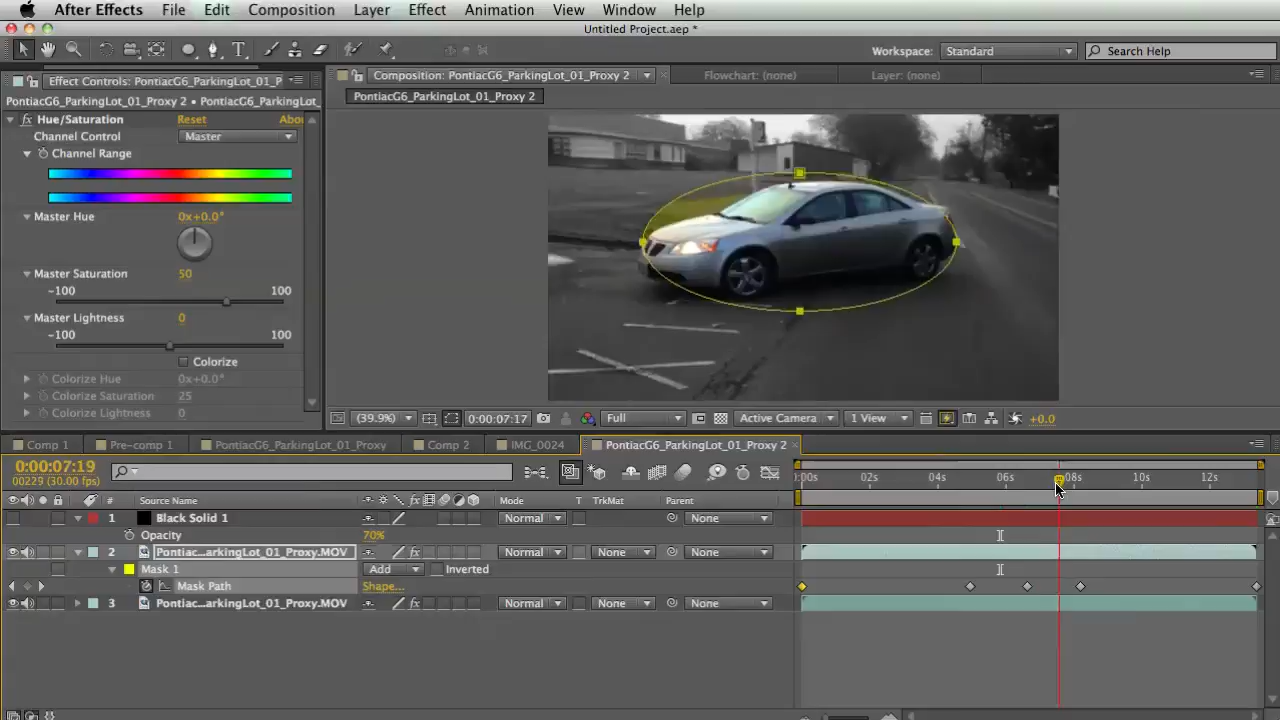 After Effects File Edit Composition Layer Effect Animation View Window Help
Untitled Project.aep *
T Workspace: Standard Search Help
Effect Controls: PontiacG6_ParkingLot_01_P Composition: PontiacG6_ParkingLot_01_Proxy 2 Flowchart: (none) Layer: (none)
PontiacG6_ParkingLot_01_Proxy 2 • PontiacG6_ParkingLot_ PontiacG6_ParkingLot_01_Proxy 2
fx Hue/Saturation Reset Abou
Channel Control Master
Channel Range
Master Hue 0x+0.0°
Master Saturation 50
-100 100
Master Lightness 0
-100 100
Colorize
Colorize Hue 0x+0.0°
Colorize Saturation 25
Colorize Lightness 0
(39.9%) 0:00:07:17 Full Active Camera 1 View +0.0
Comp 1 Pre-comp 1 PontiacG6_ParkingLot_01_Proxy Comp 2 IMG_0024 PontiacG6_ParkingLot_01_Proxy 2
0:00:07:19
00229 (30.00 fps)
):00s 02s 04s 06s 08s 10s 12s
# Source Name fx Mode T TrkMat Parent
1 Black Solid 1 Normal None
Opacity 70%
2 Pontiac...arkingLot_01_Proxy.MOV fx Normal None None
Mask 1 Add Inverted
Mask Path Shape...
3 Pontiac...arkingLot_01_Proxy.MOV fx Normal None None